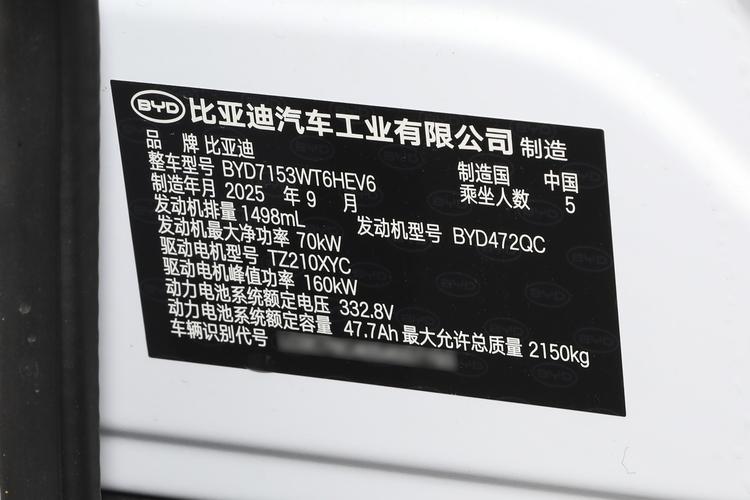 BYD 比亚迪汽车工业有限公司 制造
品 牌 比亚迪 制造国 中国
整车型号 BYD7153WT6HEV6 乘坐人数 5
制造年月 2025 年 9 月
发动机排量 1498mL 发动机型号 BYD472QC
发动机最大净功率 70kW
驱动电机型号 TZ210XYC
驱动电机峰值功率 160kW
动力电池系统额定电压 332.8V
动力电池系统额定容量 47.7Ah 最大允许总质量 2150kg
车辆识别代号